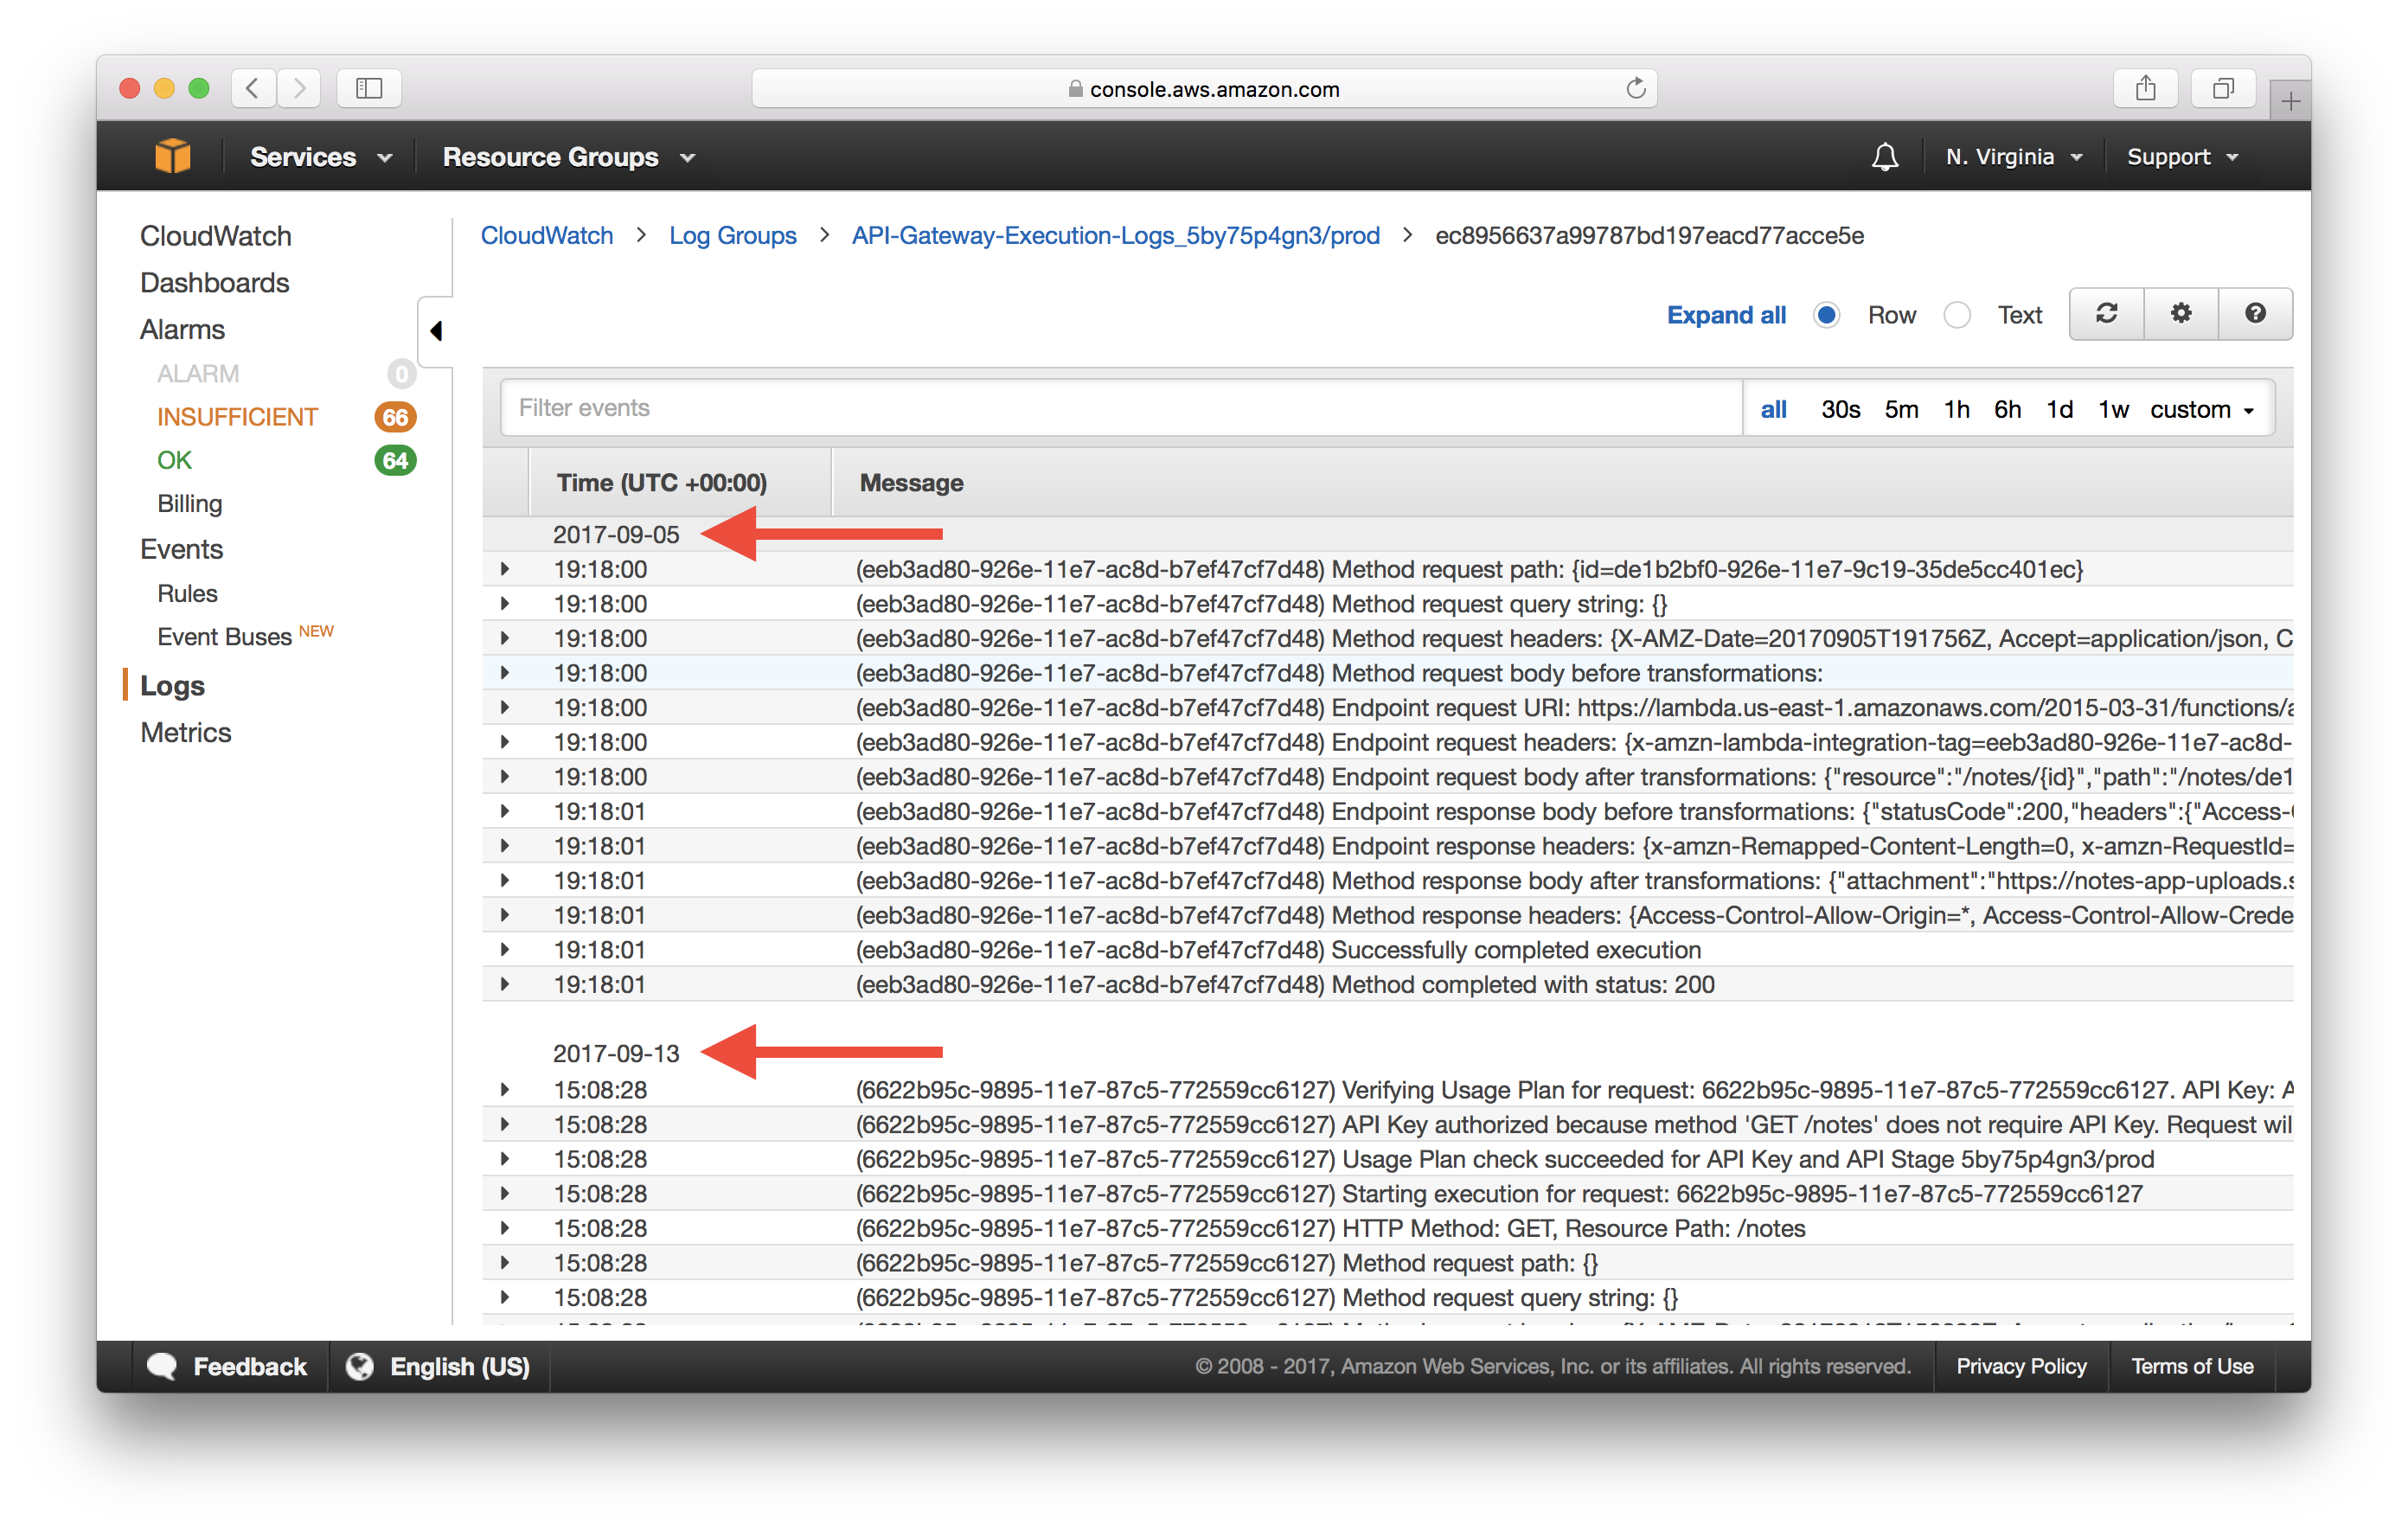 console.aws.amazon.com
Services Resource Groups N. Virginia Support
CloudWatch
Dashboards
Alarms
ALARM 0
INSUFFICIENT 66
OK 64
Billing
Events
Rules
Event Buses NEW
Logs
Metrics
CloudWatch > Log Groups > API-Gateway-Execution-Logs_5by75p4gn3/prod > ec8956637a99787bd197eacd77acce5e
Expand all Row Text
Filter events all 30s 5m 1h 6h 1d 1w custom
Time (UTC +00:00) Message
2017-09-05
19:18:00 (eeb3ad80-926e-11e7-ac8d-b7ef47cf7d48) Method request path: {id=de1b2bf0-926e-11e7-9c19-35de5cc401ec}
19:18:00 (eeb3ad80-926e-11e7-ac8d-b7ef47cf7d48) Method request query string: {}
19:18:00 (eeb3ad80-926e-11e7-ac8d-b7ef47cf7d48) Method request headers: {X-AMZ-Date=20170905T191756Z, Accept=application/json, C
19:18:00 (eeb3ad80-926e-11e7-ac8d-b7ef47cf7d48) Method request body before transformations:
19:18:00 (eeb3ad80-926e-11e7-ac8d-b7ef47cf7d48) Endpoint request URI: https://lambda.us-east-1.amazonaws.com/2015-03-31/functions/a
19:18:00 (eeb3ad80-926e-11e7-ac8d-b7ef47cf7d48) Endpoint request headers: {x-amzn-lambda-integration-tag=eeb3ad80-926e-11e7-ac8d-
19:18:00 (eeb3ad80-926e-11e7-ac8d-b7ef47cf7d48) Endpoint request body after transformations: {"resource":"/notes/{id}","path":"/notes/de1
19:18:01 (eeb3ad80-926e-11e7-ac8d-b7ef47cf7d48) Endpoint response body before transformations: {"statusCode":200,"headers":{"Access-
19:18:01 (eeb3ad80-926e-11e7-ac8d-b7ef47cf7d48) Endpoint response headers: {x-amzn-Remapped-Content-Length=0, x-amzn-RequestId=
19:18:01 (eeb3ad80-926e-11e7-ac8d-b7ef47cf7d48) Method response body after transformations: {"attachment":"https://notes-app-uploads.s
19:18:01 (eeb3ad80-926e-11e7-ac8d-b7ef47cf7d48) Method response headers: {Access-Control-Allow-Origin=*, Access-Control-Allow-Crede
19:18:01 (eeb3ad80-926e-11e7-ac8d-b7ef47cf7d48) Successfully completed execution
19:18:01 (eeb3ad80-926e-11e7-ac8d-b7ef47cf7d48) Method completed with status: 200
2017-09-13
15:08:28 (6622b95c-9895-11e7-87c5-772559cc6127) Verifying Usage Plan for request: 6622b95c-9895-11e7-87c5-772559cc6127. API Key: A
15:08:28 (6622b95c-9895-11e7-87c5-772559cc6127) API Key authorized because method 'GET /notes' does not require API Key. Request wil
15:08:28 (6622b95c-9895-11e7-87c5-772559cc6127) Usage Plan check succeeded for API Key and API Stage 5by75p4gn3/prod
15:08:28 (6622b95c-9895-11e7-87c5-772559cc6127) Starting execution for request: 6622b95c-9895-11e7-87c5-772559cc6127
15:08:28 (6622b95c-9895-11e7-87c5-772559cc6127) HTTP Method: GET, Resource Path: /notes
15:08:28 (6622b95c-9895-11e7-87c5-772559cc6127) Method request path: {}
15:08:28 (6622b95c-9895-11e7-87c5-772559cc6127) Method request query string: {}
Feedback English (US) © 2008 - 2017, Amazon Web Services, Inc. or its affiliates. All rights reserved. Privacy Policy Terms of Use